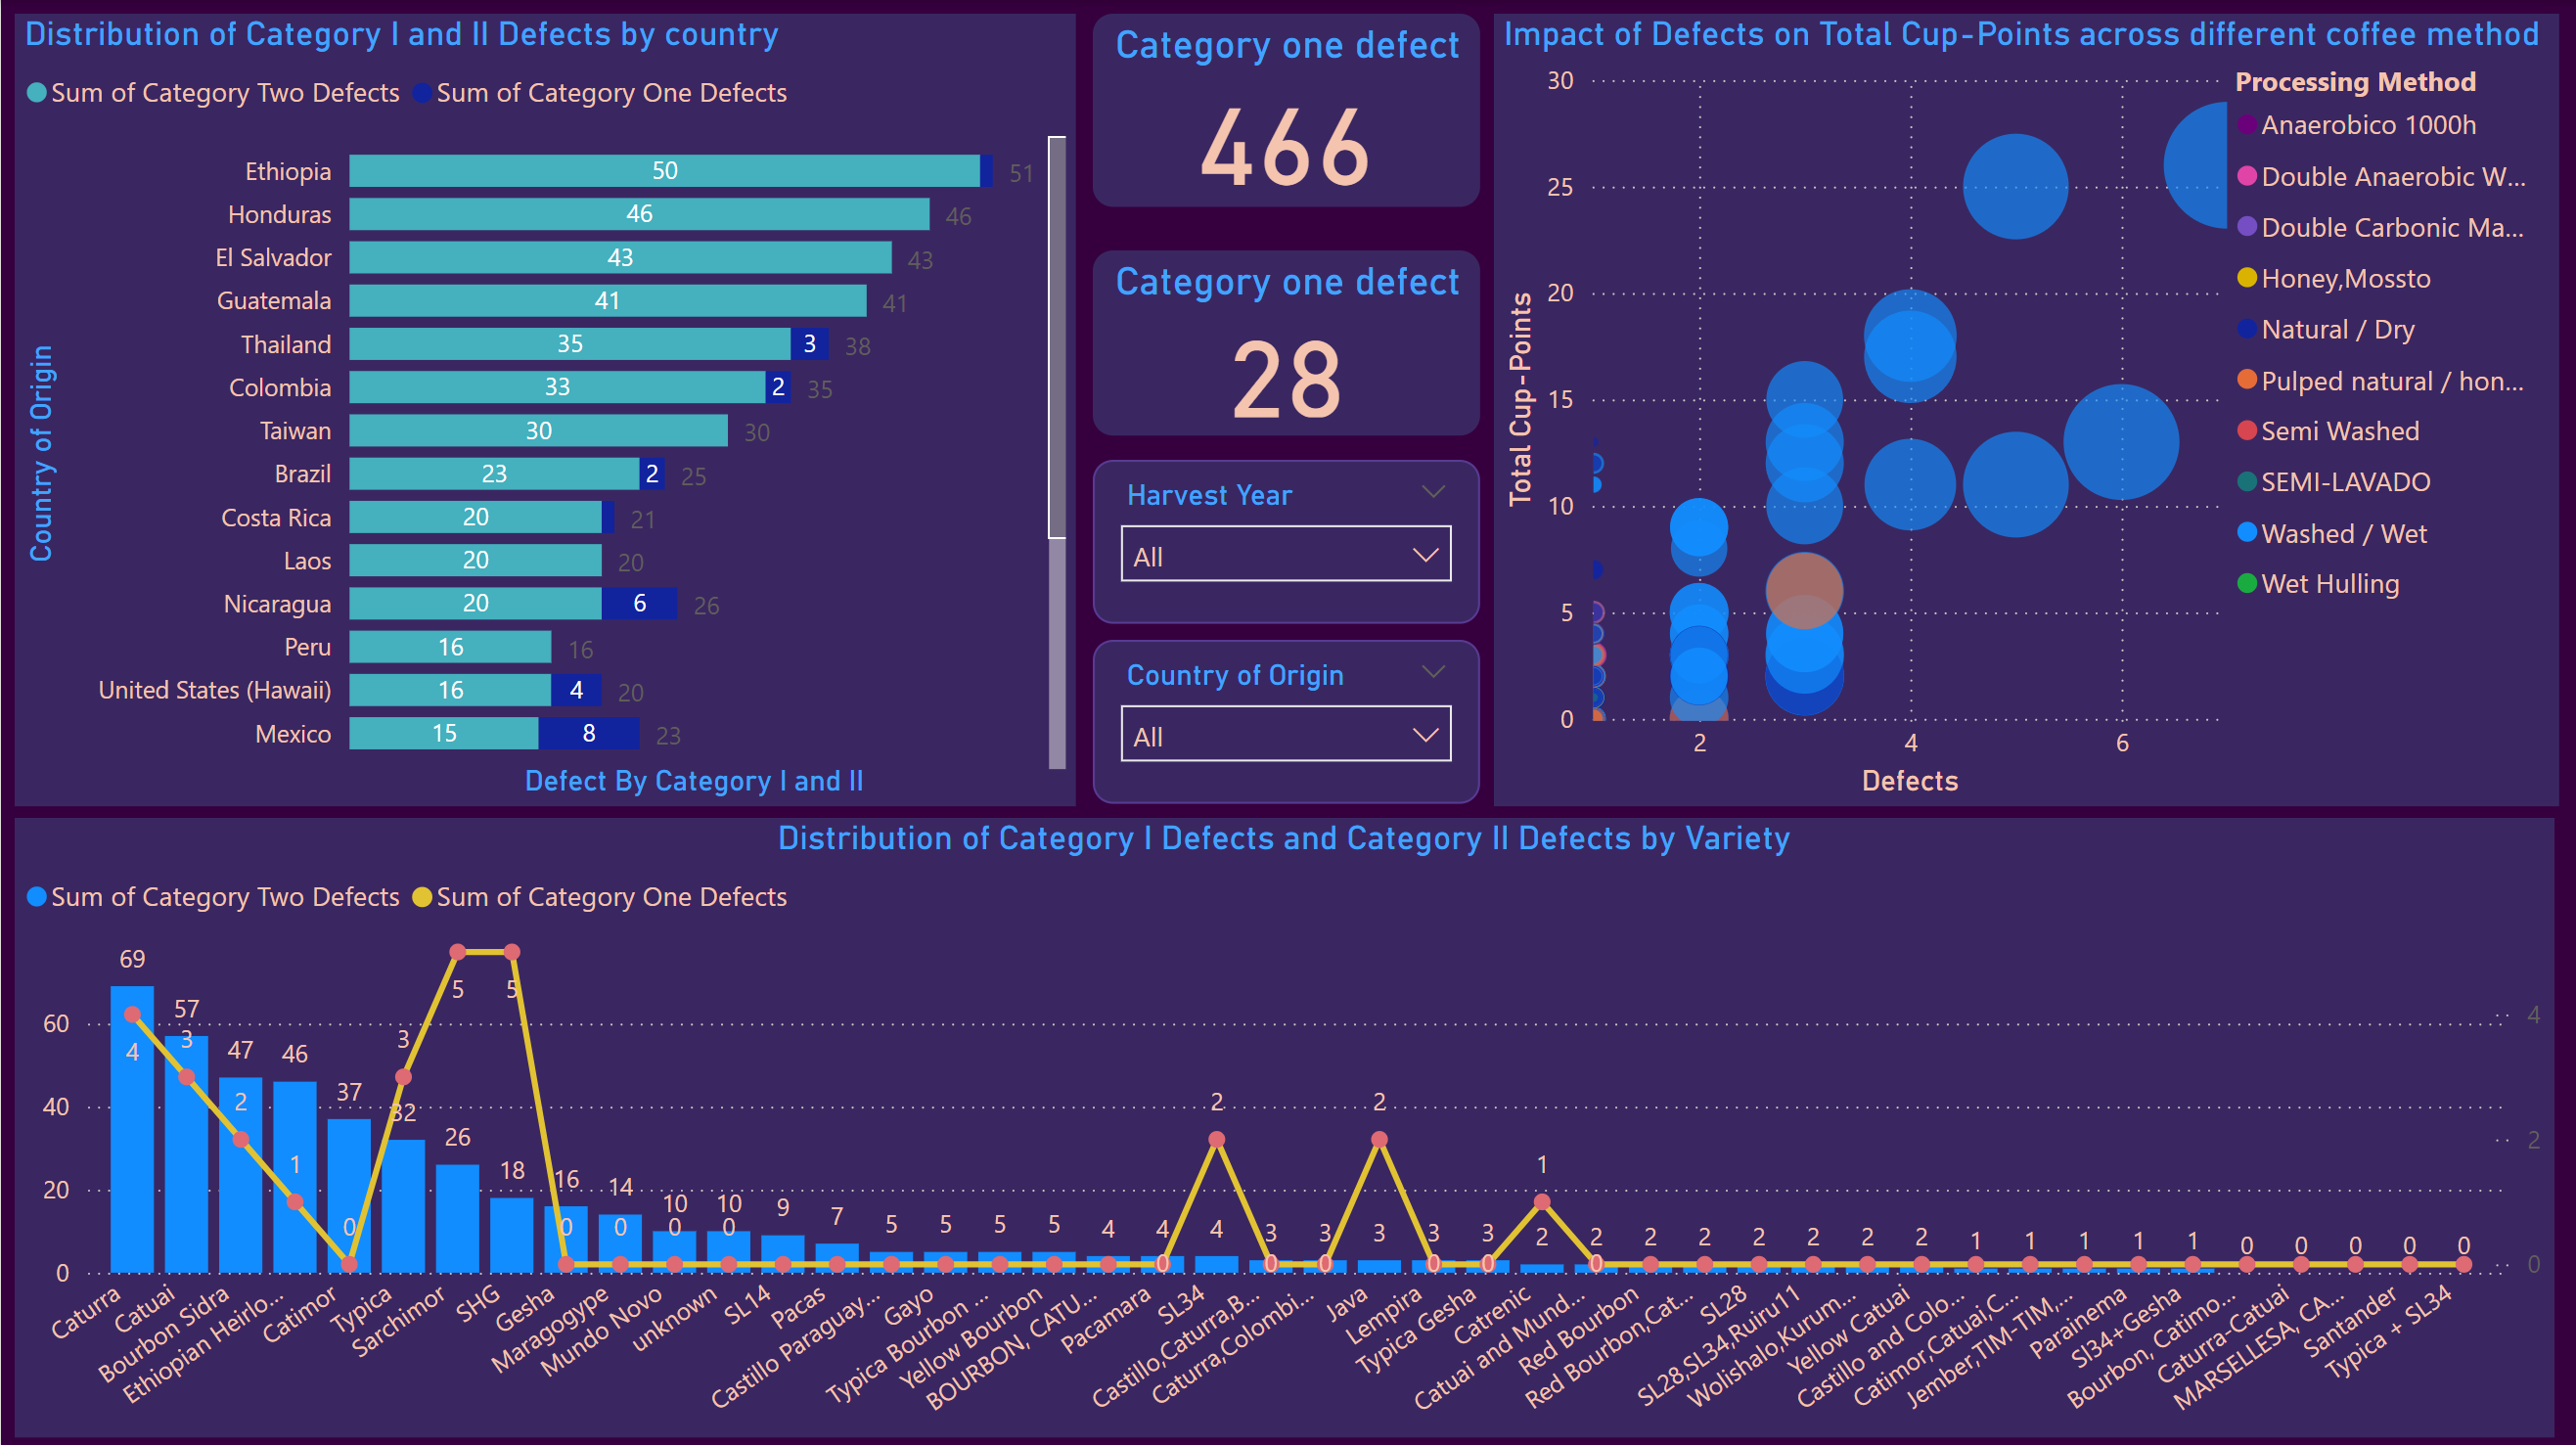 Distribution of Category I and II Defects by country
Sum of Category Two Defects Sum of Category One Defects
Country of Origin
Ethiopia 50 51
Honduras 46 46
El Salvador 43 43
Guatemala 41 41
Thailand 35 3 38
Colombia 33 2 35
Taiwan 30 30
Brazil 23 2 25
Costa Rica 20 21
Laos 20 20
Nicaragua 20 6 26
Peru 16 16
United States (Hawaii) 16 4 20
Mexico 15 8 23
Defect By Category I and II
Category one defect
466
Category one defect
28
Harvest Year
All
Country of Origin
All
Impact of Defects on Total Cup-Points across different coffee method
Total Cup-Points
30
25
20
15
10
5
0
2 4 6
Defects
Processing Method
Anaerobico 1000h
Double Anaerobic W...
Double Carbonic Ma...
Honey,Mossto
Natural / Dry
Pulped natural / hon...
Semi Washed
SEMI-LAVADO
Washed / Wet
Wet Hulling
Distribution of Category I Defects and Category II Defects by Variety
Sum of Category Two Defects Sum of Category One Defects
60
40
20
0
4
2
0
69 57 47 46 37 32 26 18 16 14 10 10 9 7 5 5 5 5 4 4 4 3 3 3 3 3 2 2 2 2 2 2 2 2 1 1 1 1 1 0 0 0 0 0
4 3 2 1 0 3 5 5 0 0 0 0 0 2 0 0 2 0 0 1 0
Caturra
Catuai
Bourbon Sidra
Ethiopian Heirlo...
Catimor
Typica
Sarchimor
SHG
Gesha
Maragogype
Mundo Novo
unknown
SL14
Pacas
Castillo Paraguay...
Gayo
Typica Bourbon ...
Yellow Bourbon
BOURBON, CATU...
Pacamara
SL34
Castillo,Caturra,B...
Caturra,Colombi...
Java
Lempira
Typica Gesha
Catrenic
Catuai and Mund...
Red Bourbon
Red Bourbon,Cat...
SL28
SL28,SL34,Ruiru11
Wolishalo,Kurum...
Yellow Catuai
Castillo and Colo...
Catimor,Catuai,C...
Jember,TIM-TIM,...
Parainema
Sl34+Gesha
Bourbon, Catimo...
Caturra-Catuai
MARSELLESA, CA...
Santander
Typica + SL34